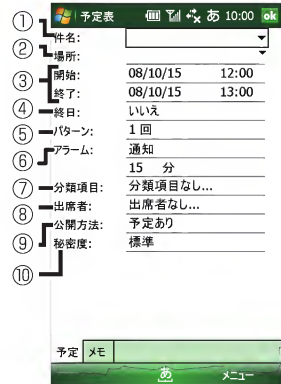 予定表 あ 10:00 ok
① 件名:
② 場所:
③ 開始: 08/10/15 12:00
終了: 08/10/15 13:00
④ 終日: いいえ
⑤ パターン: 1 回
⑥ アラーム: 通知
15 分
⑦ 分類項目: 分類項目なし...
⑧ 出席者: 出席者なし...
⑨ 公開方法: 予定あり
⑩ 秘密度: 標準
予定 メモ
あ メニュー